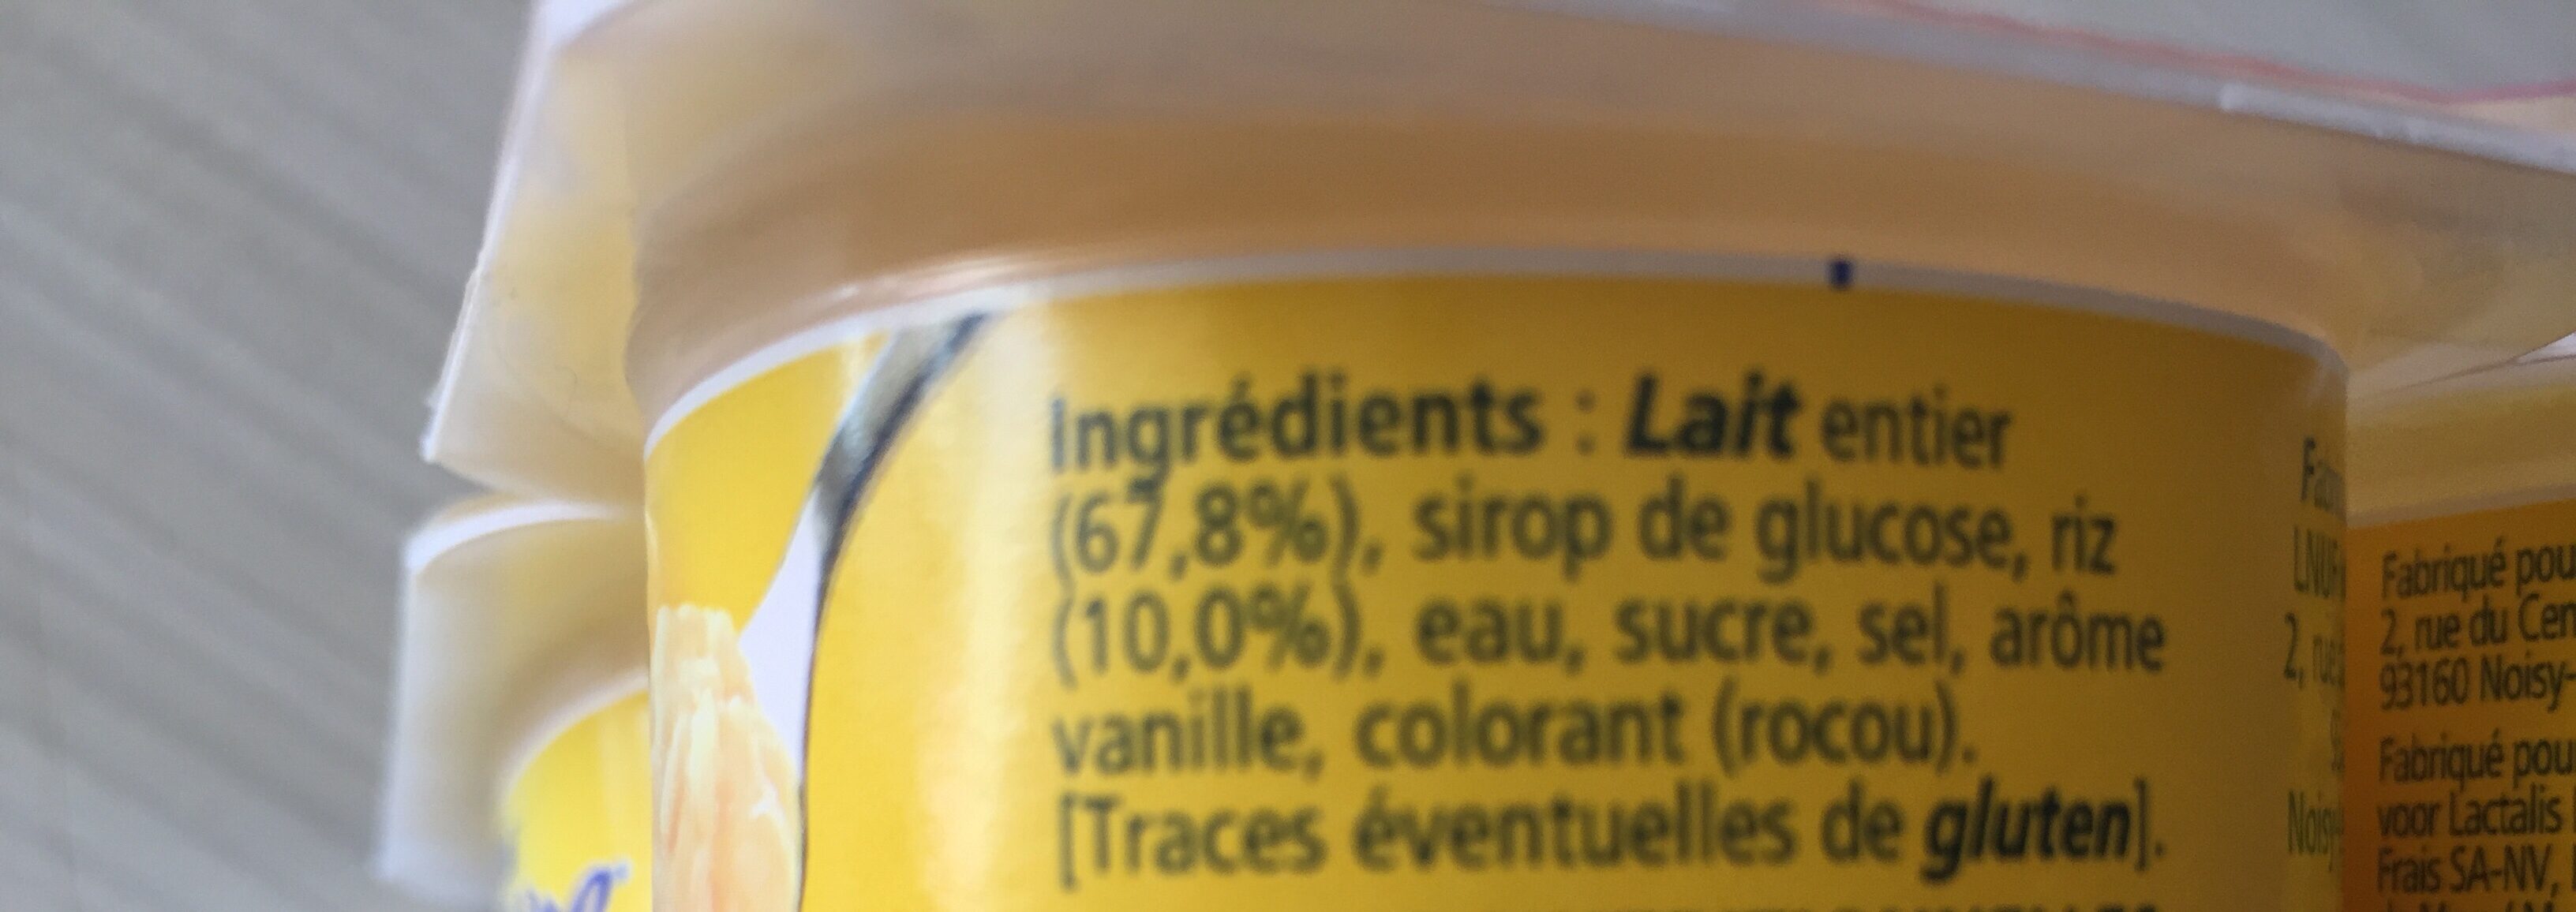 Ingrédients : Lait entier
(67,8%), sirop de glucose, riz
(10,0%), eau, sucre, sel, arôme
vanille, colorant (rocou).
[Traces éventuelles de gluten].
2,
Fabriqué pou
2, rue du Cen
93160 Noisy-
Fabriqué pou
voor Lactalis
Frais SA-NV,